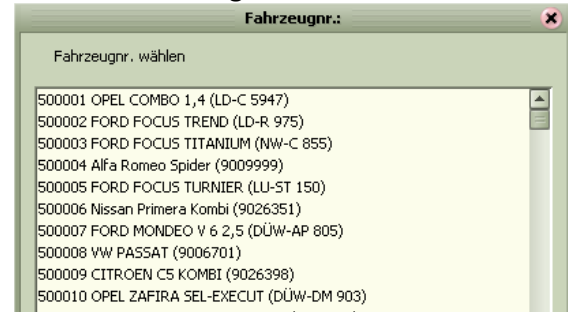 Fahrzeugnr.:
Fahrzeugnr. wählen
500001 OPEL COMBO 1,4 (LD-C 5947)
500002 FORD FOCUS TREND (LD-R 975)
500003 FORD FOCUS TITANIUM (NW-C 855)
500004 Alfa Romeo Spider (9009999)
500005 FORD FOCUS TURNIER (LU-ST 150)
500006 Nissan Primera Kombi (9026351)
500007 FORD MONDEO V 6 2,5 (DÜW-AP 805)
500008 VW PASSAT (9006701)
500009 CITROEN C5 KOMBI (9026398)
500010 OPEL ZAFIRA SEL-EXECUT (DÜW-DM 903)